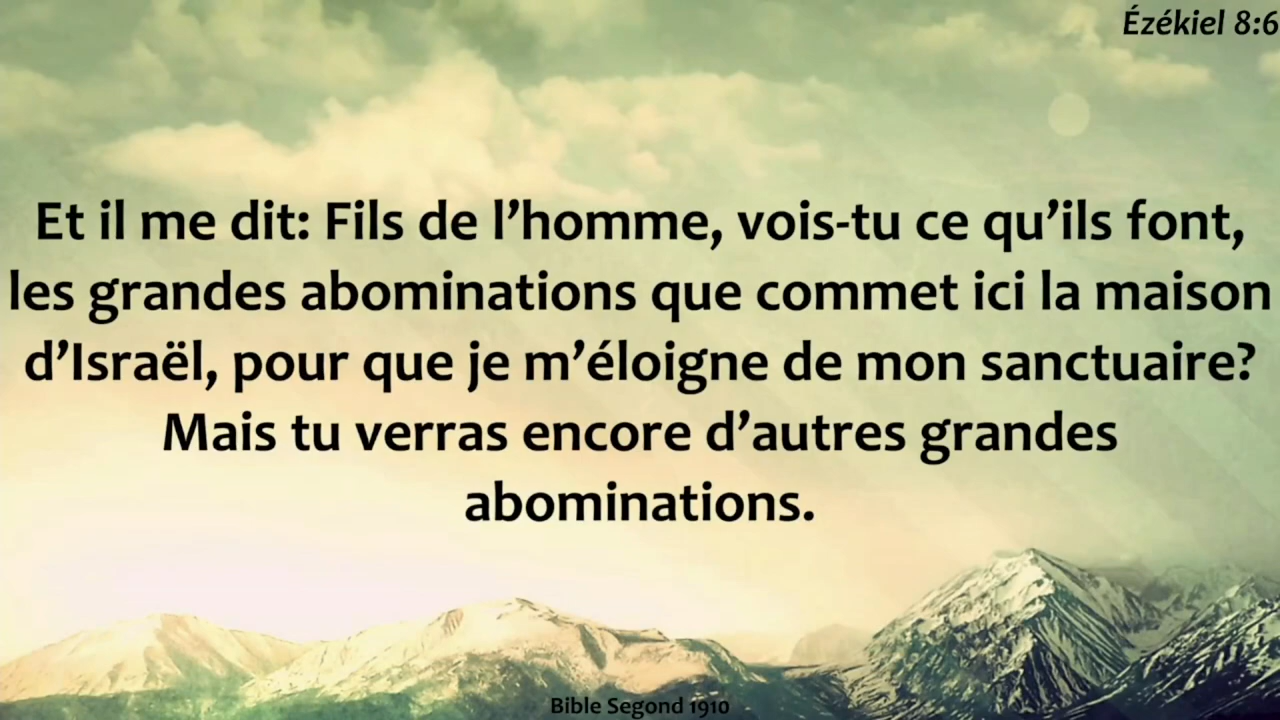 Ézékiel 8:6
Et il me dit: Fils de l’homme, vois-tu ce qu’ils font,
les grandes abominations que commet ici la maison
d’Israël, pour que je m’éloigne de mon sanctuaire?
Mais tu verras encore d’autres grandes
abominations.
Bible Segond 1910